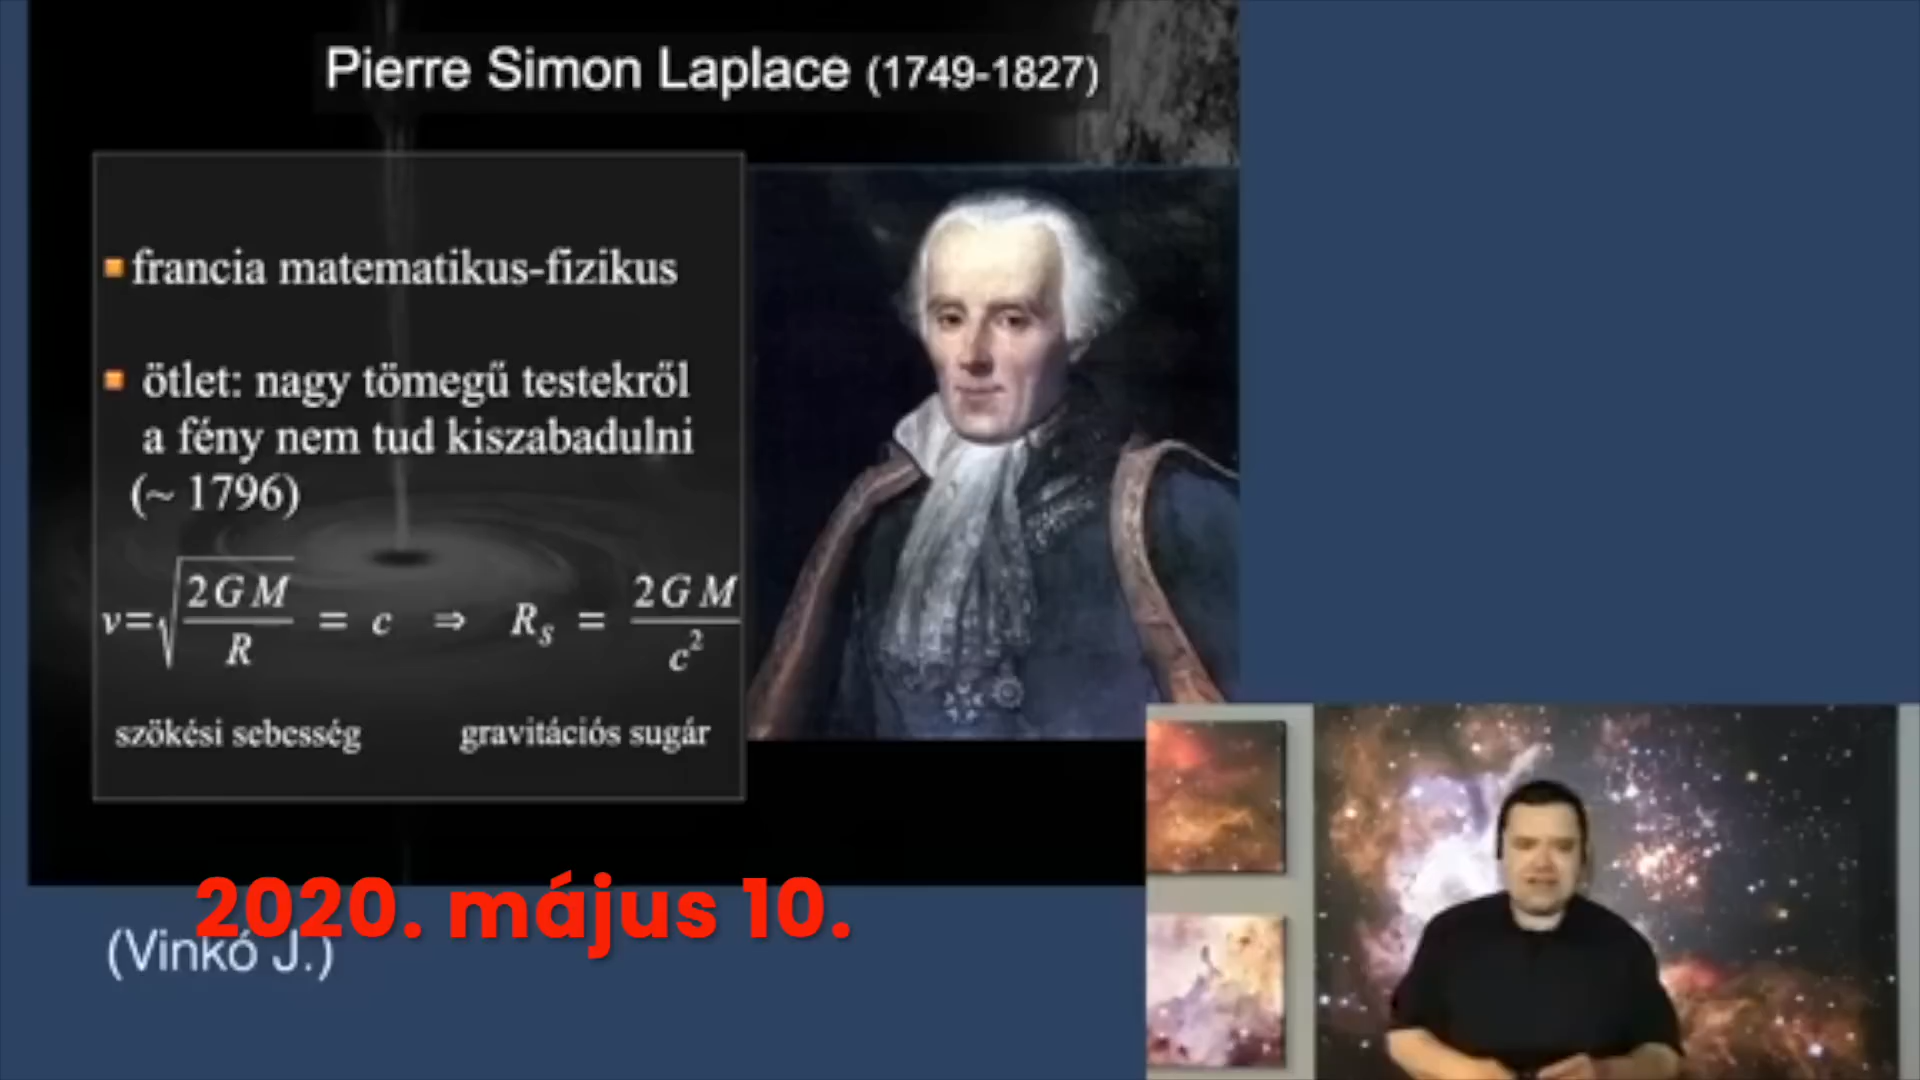 Pierre Simon Laplace (1749-1827)
francia matematikus-fizikus
ötlet: nagy tömegű testekről
a fény nem tud kiszabadulni
(~ 1796)
v=√(2GM/R) = c ⇒ R_s = 2GM/c²
szökési sebesség gravitációs sugár
2020. május 10.
(Vinkó J.)